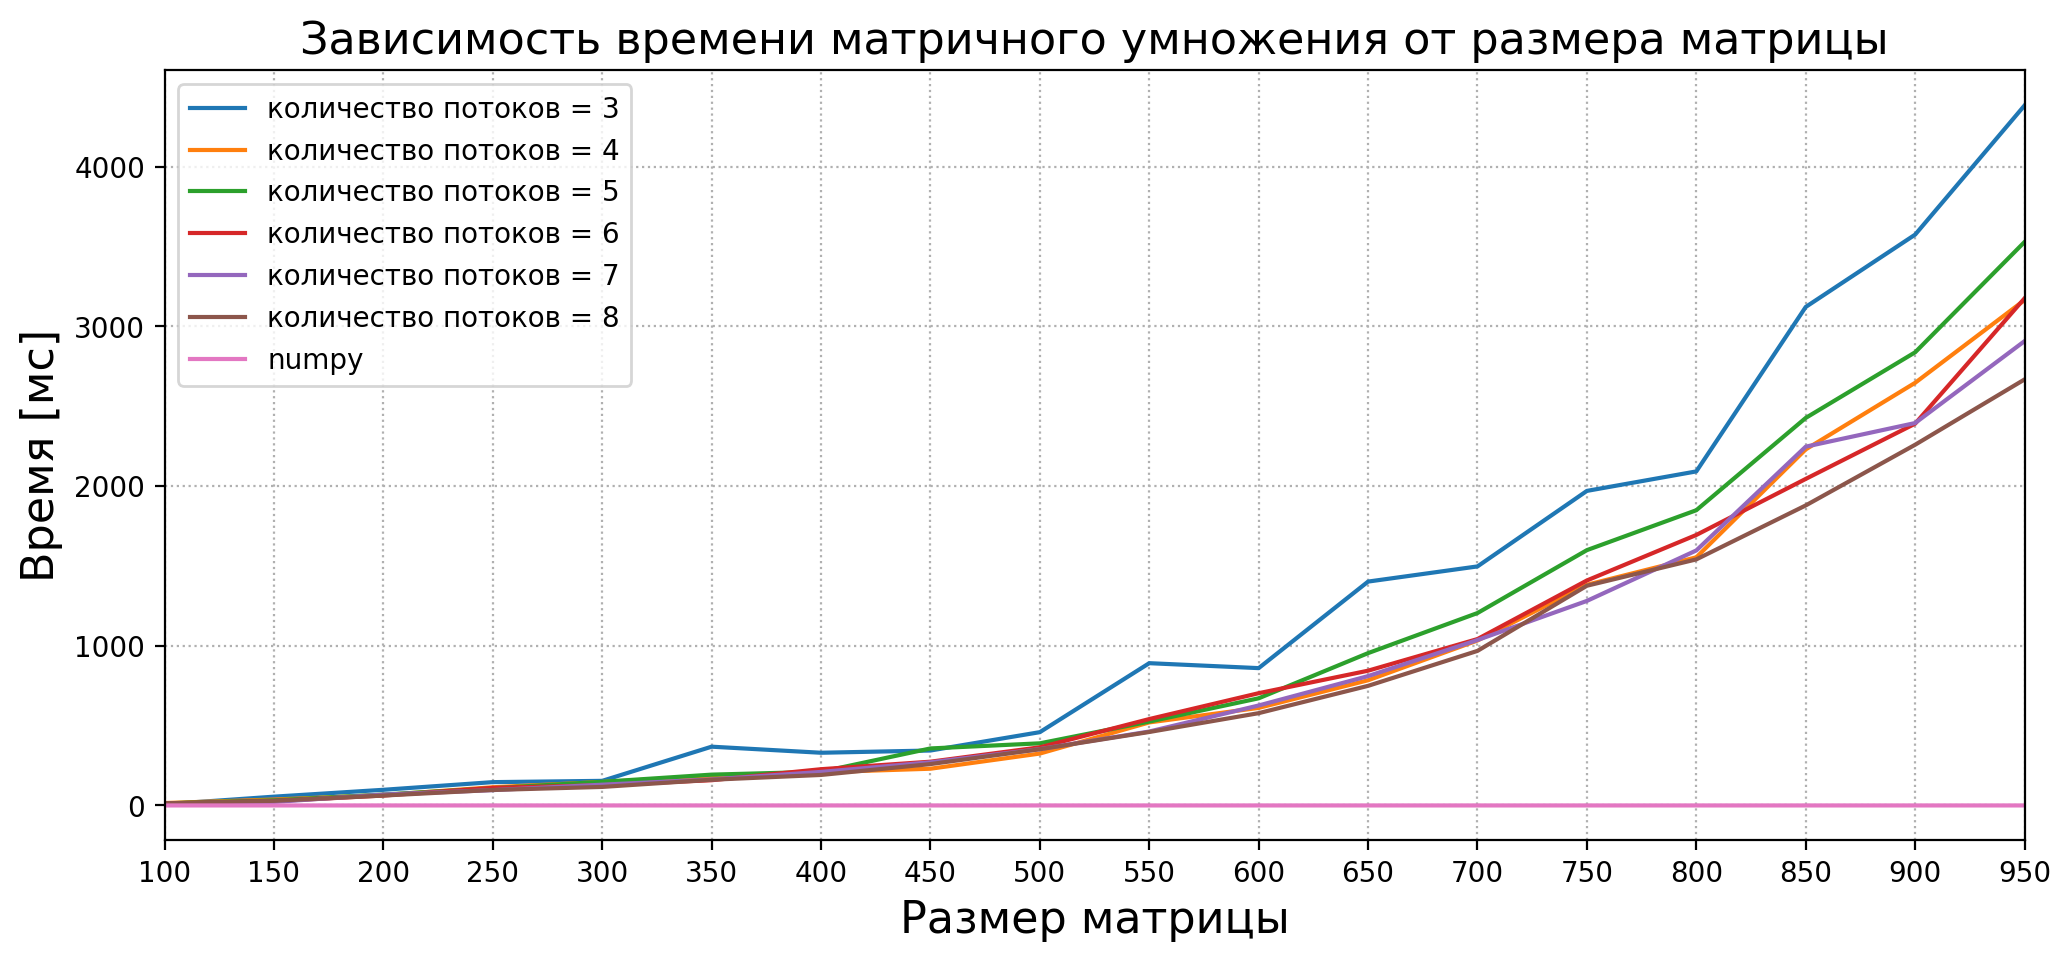 Зависимость времени матричного умножения от размера матрицы
количество потоков = 3
количество потоков = 4
количество потоков = 5
количество потоков = 6
количество потоков = 7
количество потоков = 8
numpy
Время [мс]
4000
3000
2000
1000
0
100 150 200 250 300 350 400 450 500 550 600 650 700 750 800 850 900 950
Размер матрицы